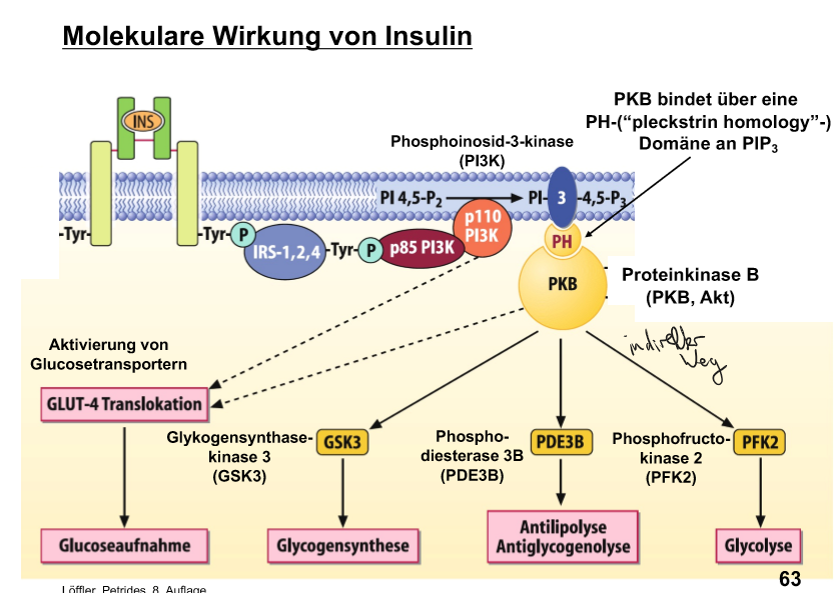 Molekulare Wirkung von Insulin
PKB bindet über eine
PH-(“pleckstrin homology”-)
Domäne an PIP3
INS
Phosphoinosid-3-kinase
(PI3K)
PI 4,5-P2
PI-3-4,5-P3
-Tyr-
-Tyr-
P
IRS-1,2,4
-Tyr-
P
p85 PI3K
p110
PI3K
PH
PKB
Proteinkinase B
(PKB, Akt)
indirekter
Weg
Aktivierung von
Glucosetransportern
GLUT-4 Translokation
Glykogensynthase-
kinase 3
(GSK3)
GSK3
Phospho-
diesterase 3B
(PDE3B)
PDE3B
Phosphofructo-
kinase 2
(PFK2)
PFK2
Glucoseaufnahme
Glycogensynthese
Antilipolyse
Antiglycogenolyse
Glycolyse
63
Löffler, Petrides, 8. Auflage